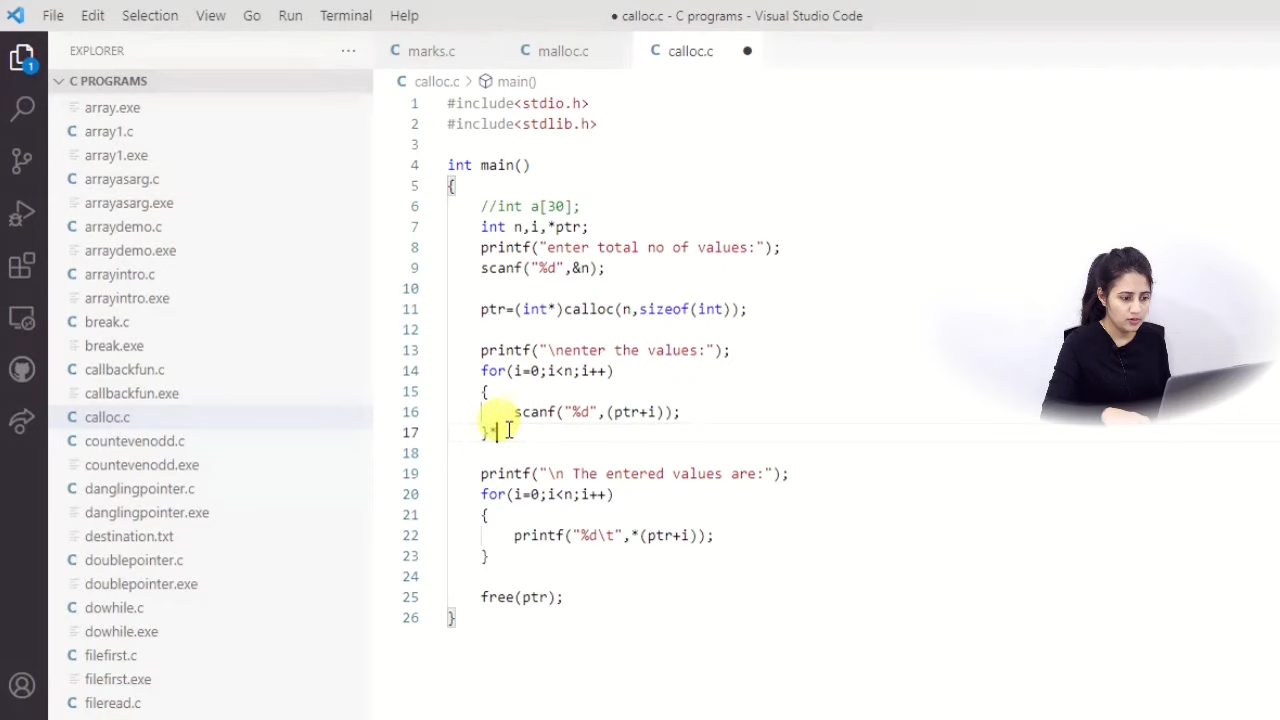 File Edit Selection View Go Run Terminal Help ● calloc.c - C programs - Visual Studio Code
EXPLORER ···
C marks.c C malloc.c C calloc.c ●
C PROGRAMS
C calloc.c > main()
1
array.exe
C array1.c
array1.exe
C arrayasarg.c
arrayasarg.exe
C arraydemo.c
arraydemo.exe
C arrayintro.c
arrayintro.exe
C break.c
break.exe
C callbackfun.c
callbackfun.exe
C calloc.c
C countevenodd.c
countevenodd.exe
C danglingpointer.c
danglingpointer.exe
destination.txt
C doublepointer.c
doublepointer.exe
C dowhile.c
dowhile.exe
C filefirst.c
filefirst.exe
C fileread.c
1 #include<stdio.h>
2 #include<stdlib.h>
3
4 int main()
5 {
6 //int a[30];
7 int n,i,*ptr;
8 printf("enter total no of values:");
9 scanf("%d",&n);
10
11 ptr=(int*)calloc(n,sizeof(int));
12
13 printf("\nenter the values:");
14 for(i=0;i<n;i++)
15 {
16 scanf("%d",(ptr+i));
17 }*
18
19 printf("\n The entered values are:");
20 for(i=0;i<n;i++)
21 {
22 printf("%d\t",*(ptr+i));
23 }
24
25 free(ptr);
26 }